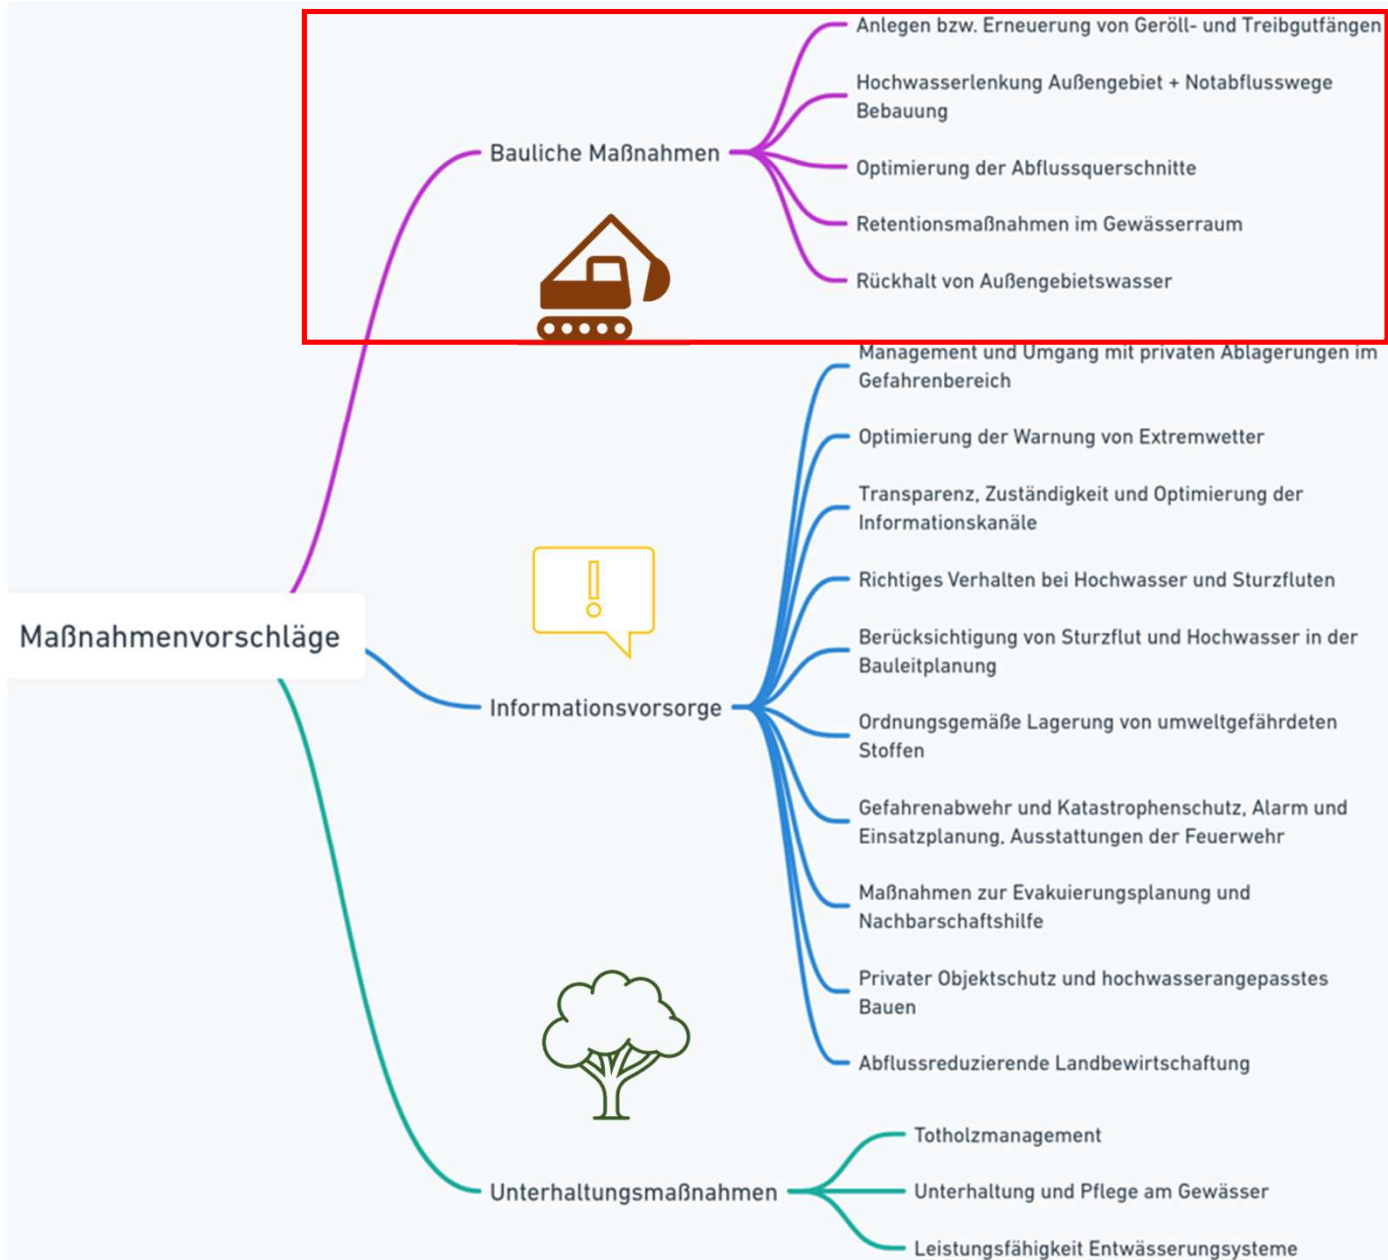 Maßnahmenvorschläge
Bauliche Maßnahmen
Anlegen bzw. Erneuerung von Geröll- und Treibgutfängen
Hochwasserlenkung Außengebiet + Notabflusswege
Bebauung
Optimierung der Abflussquerschnitte
Retentionsmaßnahmen im Gewässerraum
Rückhalt von Außengebietswasser
Informationsvorsorge
Management und Umgang mit privaten Ablagerungen im
Gefahrenbereich
Optimierung der Warnung von Extremwetter
Transparenz, Zuständigkeit und Optimierung der
Informationskanäle
Richtiges Verhalten bei Hochwasser und Sturzfluten
Berücksichtigung von Sturzflut und Hochwasser in der
Bauleitplanung
Ordnungsgemäße Lagerung von umweltgefährdeten
Stoffen
Gefahrenabwehr und Katastrophenschutz, Alarm und
Einsatzplanung, Ausstattungen der Feuerwehr
Maßnahmen zur Evakuierungsplanung und
Nachbarschaftshilfe
Privater Objektschutz und hochwasserangepasstes
Bauen
Abflussreduzierende Landbewirtschaftung
Unterhaltungsmaßnahmen
Totholzmanagement
Unterhaltung und Pflege am Gewässer
Leistungsfähigkeit Entwässerungsysteme